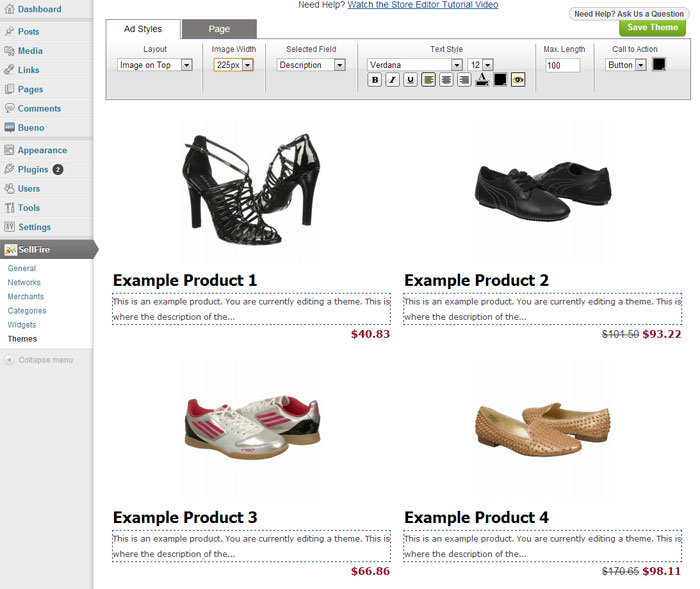 Need Help? Watch the Store Editor Tutorial Video
Need Help? Ask Us a Question
Save Theme
Dashboard
Posts
Media
Links
Pages
Comments
Bueno
Appearance
Plugins 2
Users
Tools
Settings
SellFire
General
Networks
Merchants
Categories
Widgets
Themes
Collapse menu
Ad Styles
Page
Layout
Image on Top
Image Width
225px
Selected Field
Description
Text Style
Verdana
12
B I U
A
Max. Length
100
Call to Action
Button
Example Product 1
This is an example product. You are currently editing a theme. This is
where the description of the...
$40.83
Example Product 2
This is an example product. You are currently editing a theme. This is
where the description of the...
$101.50 $93.22
Example Product 3
This is an example product. You are currently editing a theme. This is
where the description of the...
$66.86
Example Product 4
This is an example product. You are currently editing a theme. This is
where the description of the...
$170.65 $98.11